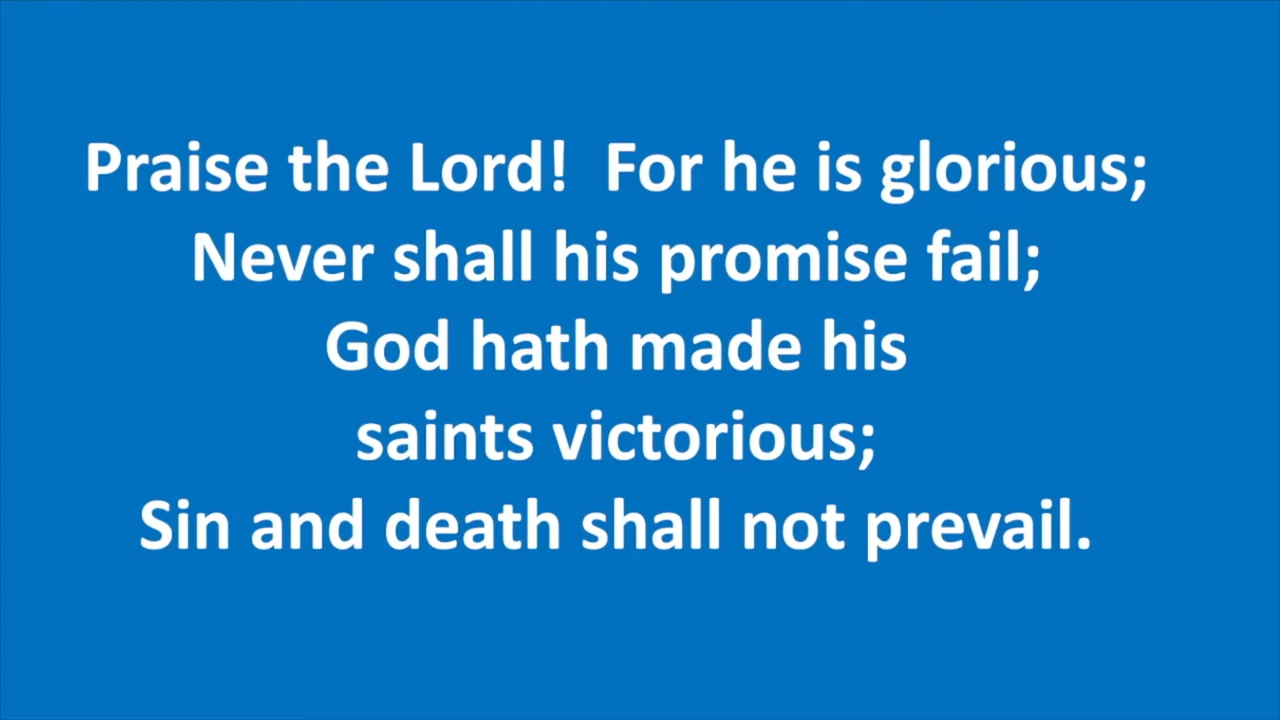 Praise the Lord!  For he is glorious;
Never shall his promise fail;
God hath made his
saints victorious;
Sin and death shall not prevail.